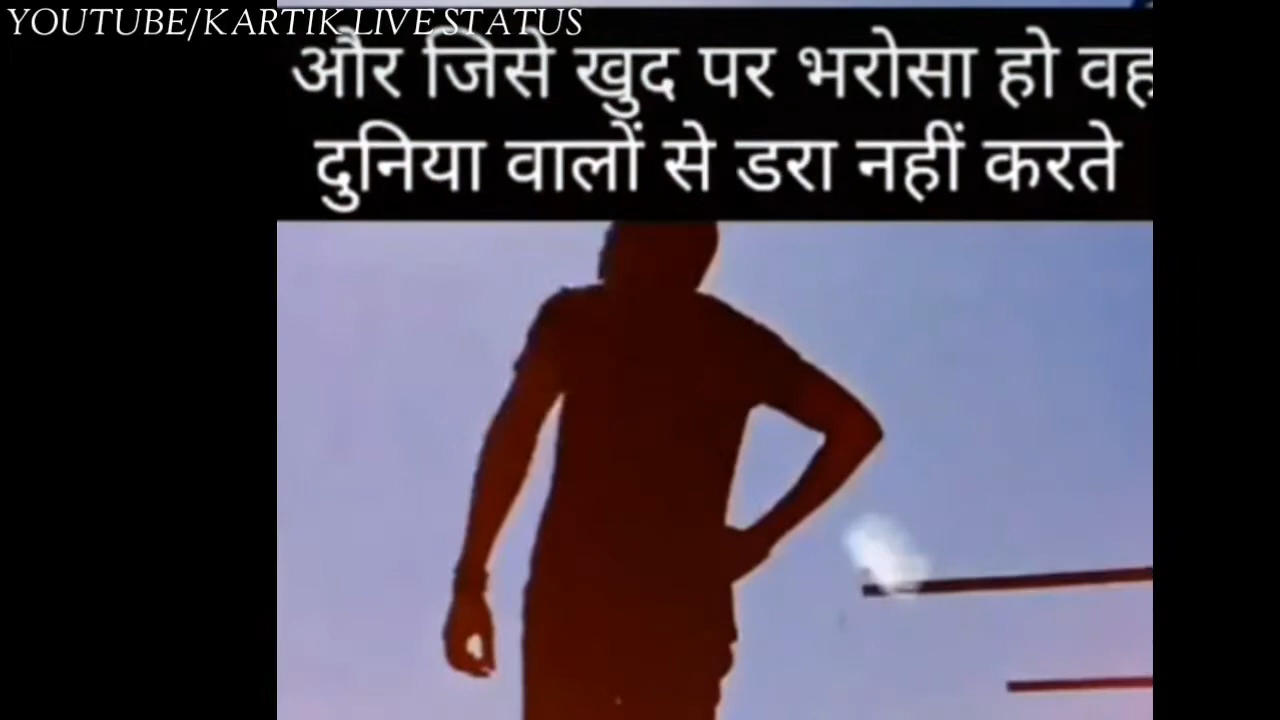 YOUTUBE/KARTIK LIVE STATUS
और जिसे खुद पर भरोसा हो वह
दुनिया वालों से डरा नहीं करते